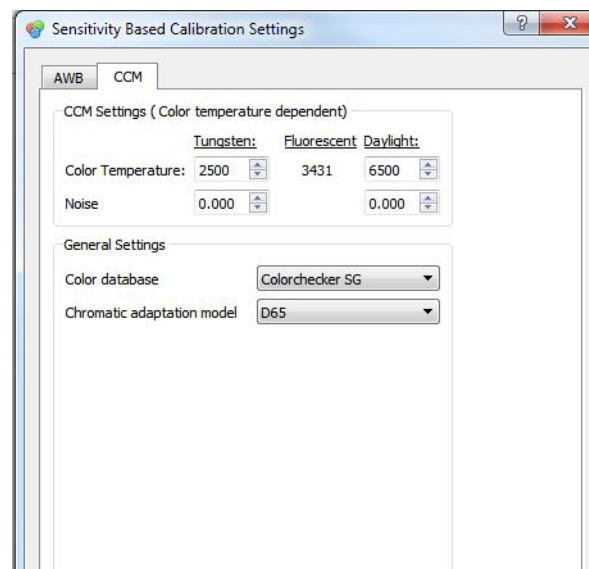 Sensitivity Based Calibration Settings
AWB CCM
CCM Settings ( Color temperature dependent)
Tungsten: Fluorescent Daylight:
Color Temperature: 2500 3431 6500
Noise 0.000 0.000
General Settings
Color database Colorchecker SG
Chromatic adaptation model D65